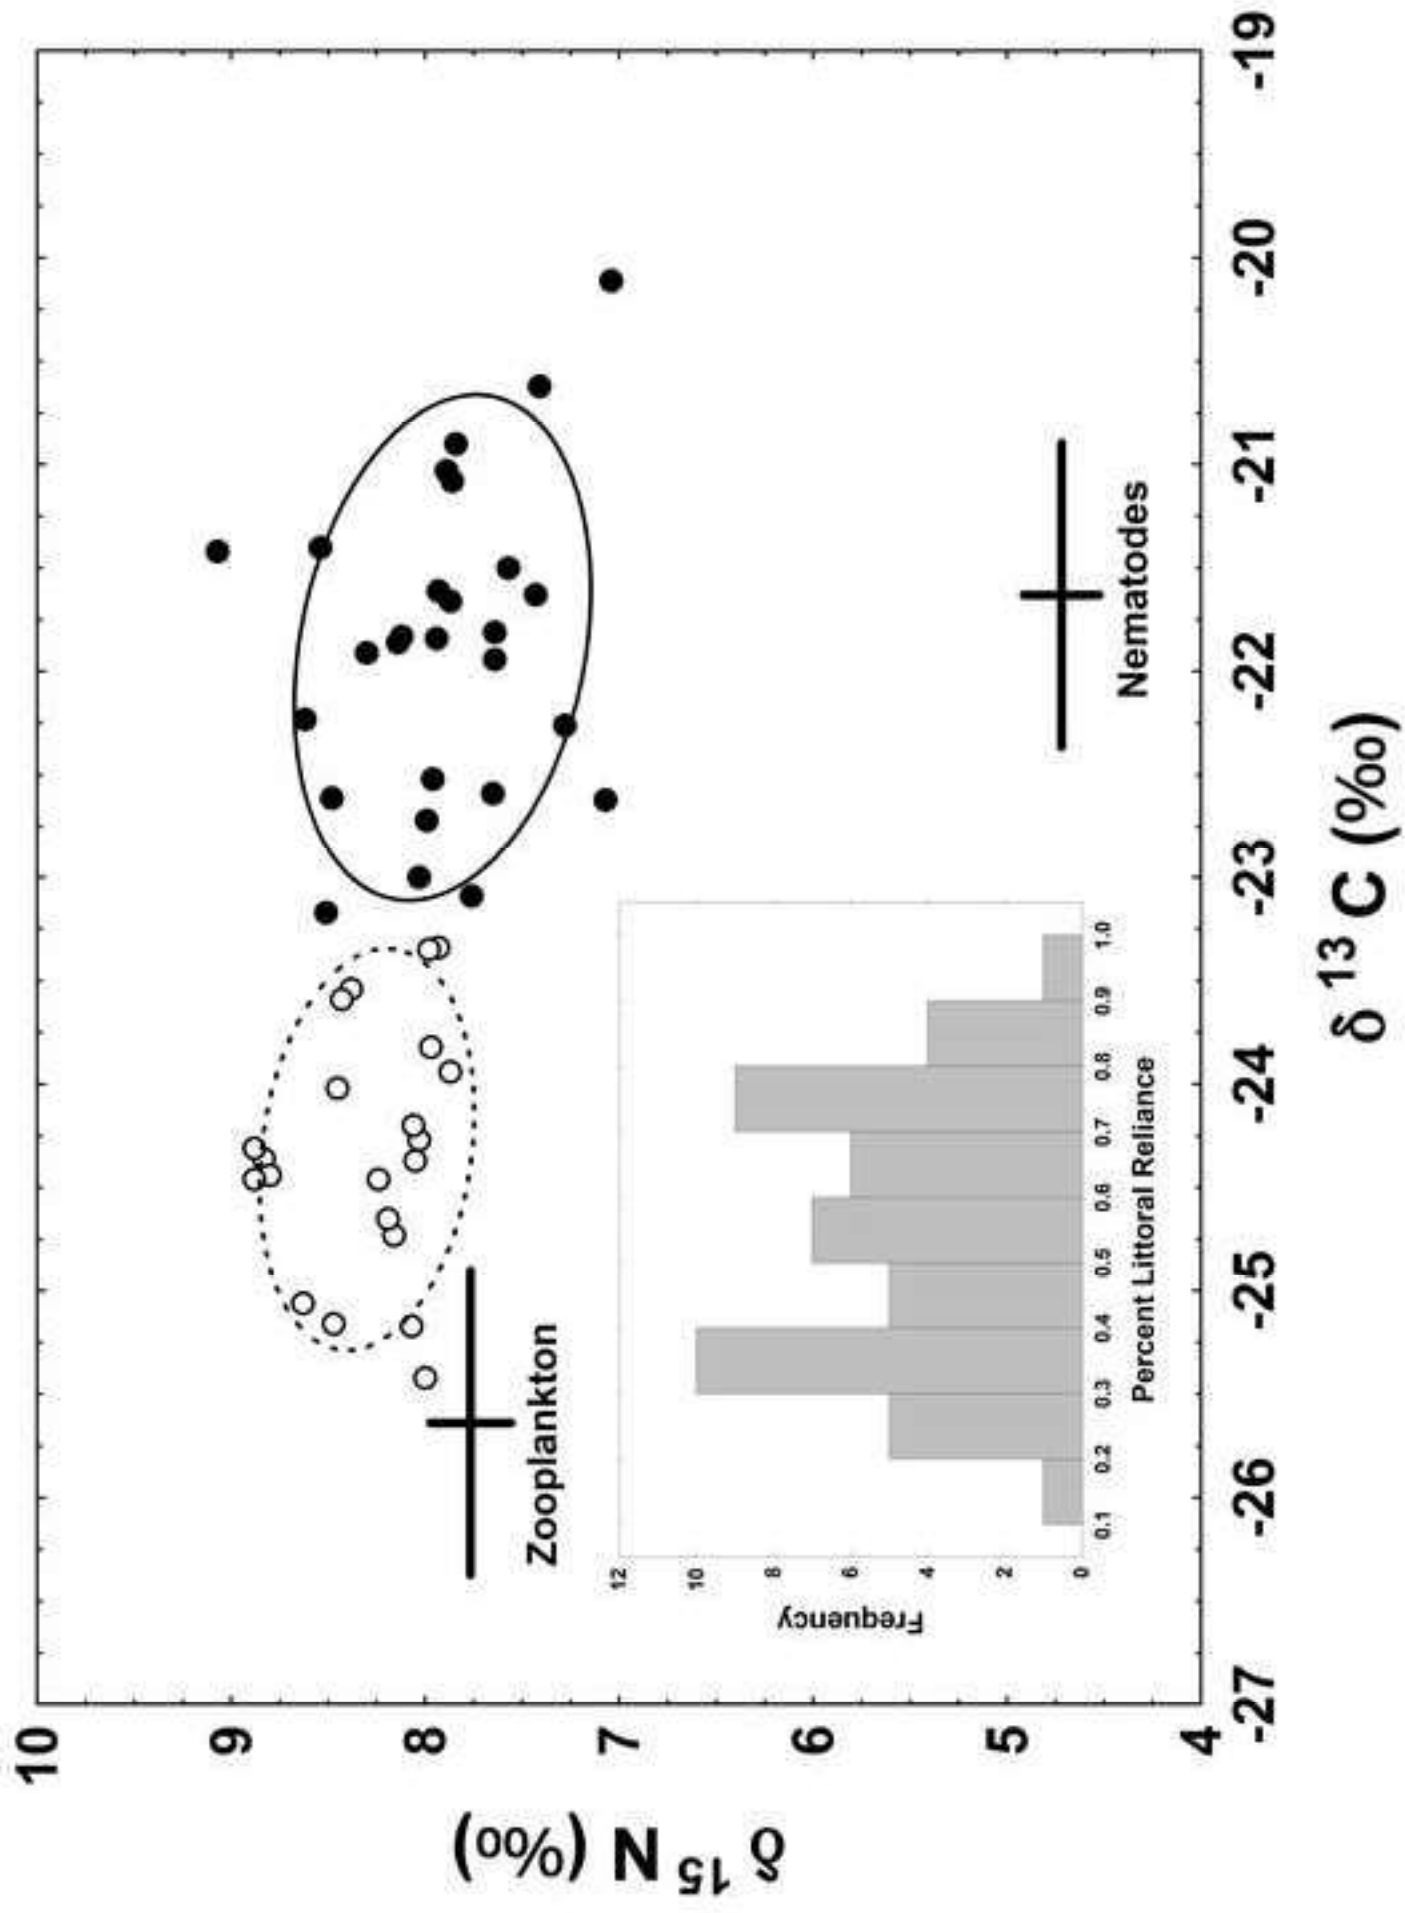 δ 15 N (‰)
10
9
8
7
6
5
4
Zooplankton
Nematodes
Frequency
12
10
8
6
4
2
0
0.1 0.2 0.3 0.4 0.5 0.6 0.7 0.8 0.9 1.0
Percent Littoral Reliance
-27 -26 -25 -24 -23 -22 -21 -20 -19
δ 13 C (‰)